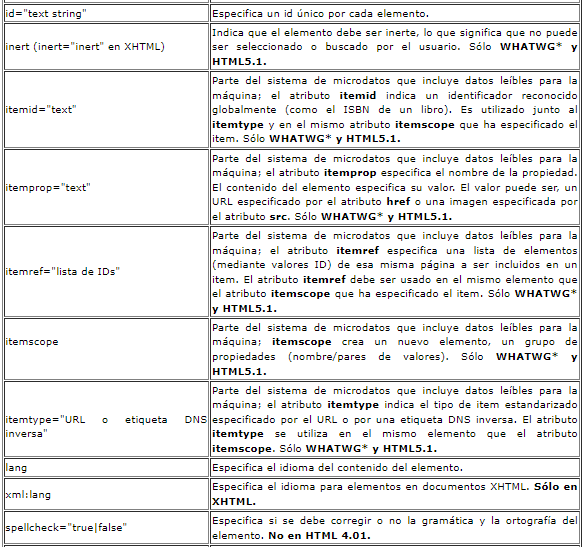 id="text string"
Especifica un id único por cada elemento.
inert (inert="inert" en XHTML)
Indica que el elemento debe ser inerte, lo que significa que no puede
ser seleccionado o buscado por el usuario. Sólo WHATWG* y
HTML5.1.
itemid="text"
Parte del sistema de microdatos que incluye datos leíbles para la
máquina; el atributo itemid indica un identificador reconocido
globalmente (como el ISBN de un libro). Es utilizado junto al
itemtype y en el mismo atributo itemscope que ha especificado el
item. Sólo WHATWG* y HTML5.1.
itemprop="text"
Parte del sistema de microdatos que incluye datos leíbles para la
máquina; el atributo itemprop especifica el nombre de la propiedad.
El contenido del elemento especifica su valor. El valor puede ser, un
URL especificado por el atributo href o una imagen especificada por
el atributo src. Sólo WHATWG* y HTML5.1.
itemref="lista de IDs"
Parte del sistema de microdatos que incluye datos leíbles para la
máquina; el atributo itemref especifica una lista de elementos
(mediante valores ID) de esa misma página a ser incluidos en un
item. El atributo itemref debe ser usado en el mismo elemento que
el atributo itemscope que ha especificado el item. Sólo WHATWG*
y HTML5.1.
itemscope
Parte del sistema de microdatos que incluye datos leíbles para la
máquina; itemscope crea un nuevo elemento, un grupo de
propiedades (nombre/pares de valores). Sólo WHATWG* y
HTML5.1.
itemtype="URL o etiqueta DNS
inversa"
Parte del sistema de microdatos que incluye datos leíbles para la
máquina; el atributo itemtype indica el tipo de item estandarizado
especificado por el URL o por una etiqueta DNS inversa. El atributo
itemtype se utiliza en el mismo elemento que el atributo
itemscope. Sólo WHATWG* y HTML5.1.
lang
Especifica el idioma del contenido del elemento.
xml:lang
Especifica el idioma para elementos en documentos XHTML. Sólo en
XHTML.
spellcheck="true|false"
Especifica si se debe corregir o no la gramática y la ortografía del
elemento. No en HTML 4.01.